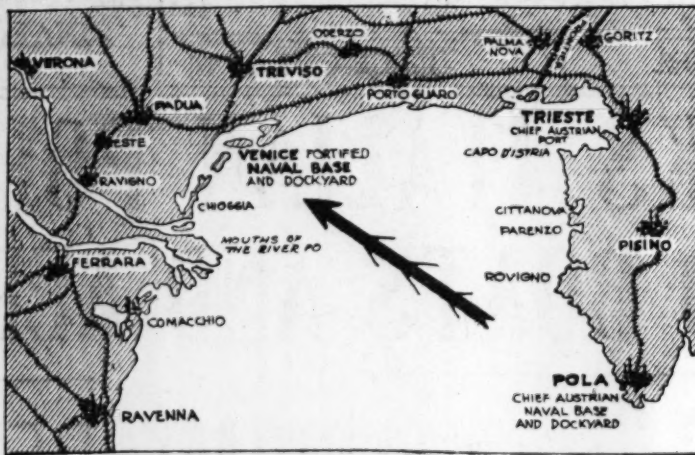 VERONA
ODERZO
PALMA
NOVA
GORITZ
FRONTIER
TREVISO
PADUA
PORTOGUARO
TRIESTE
CHIEF AUSTRIAN
PORT
ESTE
VENICE FORTIFIED
NAVAL BASE
AND DOCKYARD
CAPO D'ISTRIA
RAVIGNO
CHIOGGIA
CITTANOVA
PARENZO
PISINO
MOUTHS OF
THE RIVER PO
FERRARA
ROVIGNO
COMACCHIO
POLA
CHIEF AUSTRIAN
NAVAL BASE
AND DOCKYARD
RAVENNA